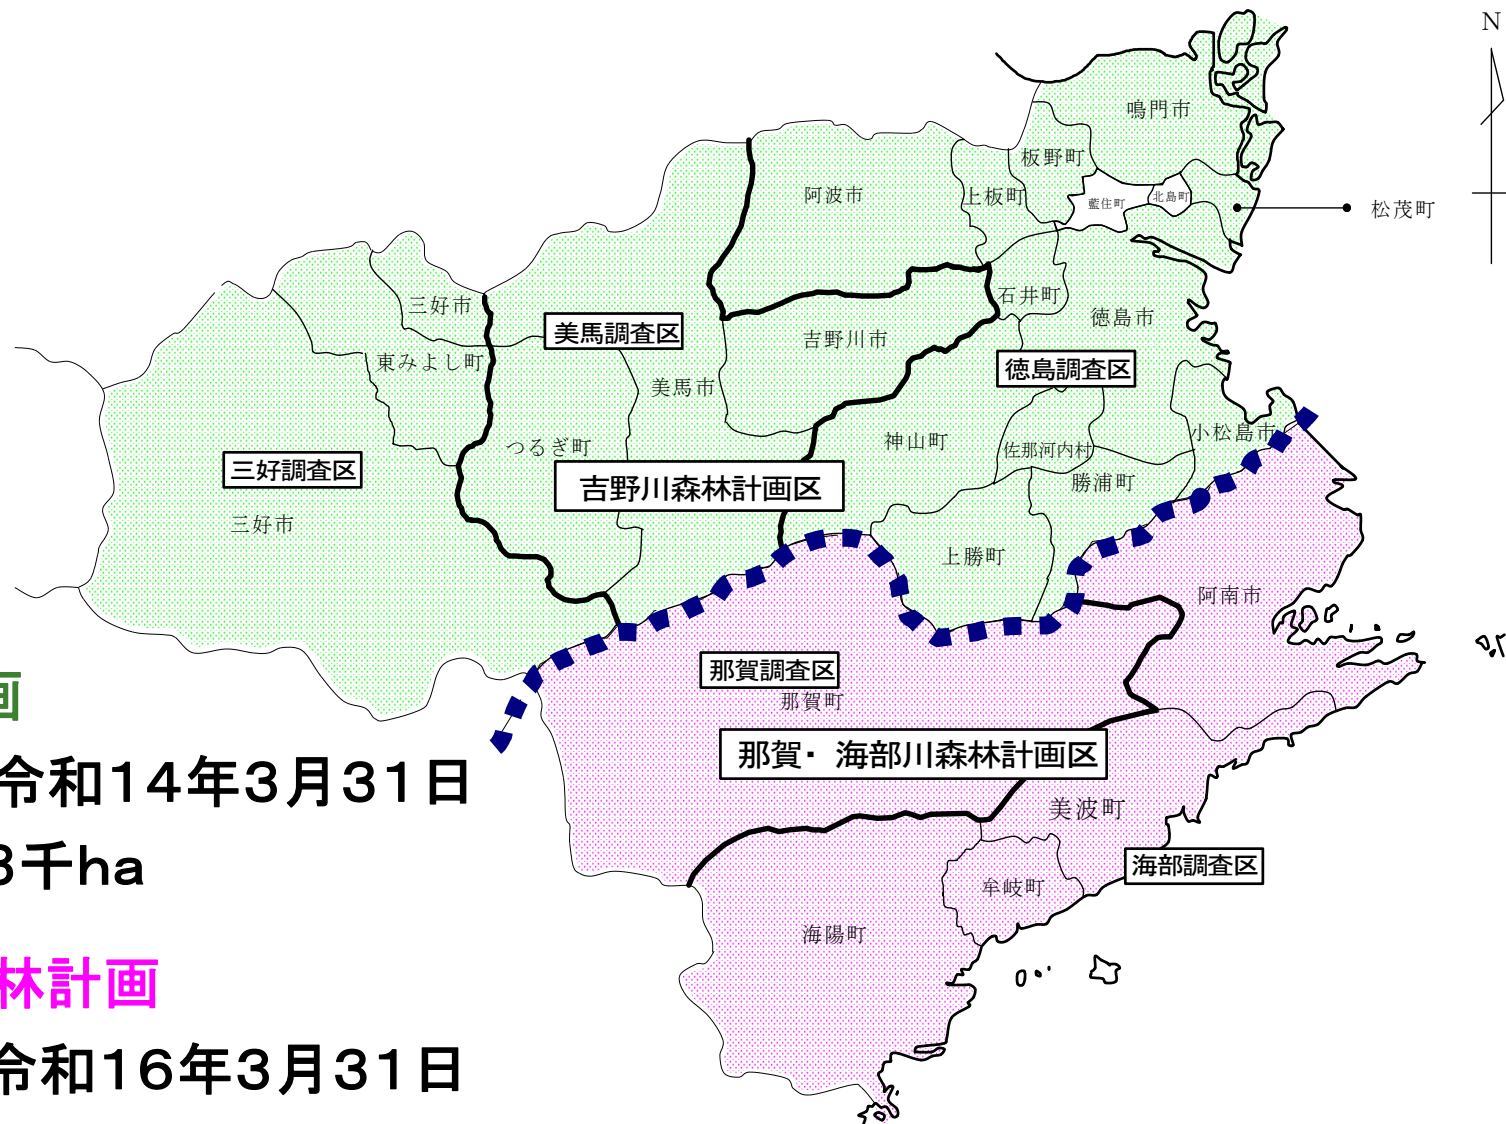 N
鳴門市
板野町
阿波市
上板町
藍住町
北島町
松茂町
石井町
三好市
徳島市
美馬調査区
吉野川市
東みよし町
徳島調査区
美馬市
小松島市
神山町
つるぎ町
佐那河内村
三好調査区
勝浦町
吉野川森林計画区
三好市
上勝町
阿南市
那賀調査区
画
那賀町
那賀・海部川森林計画区
令和14年3月31日
美波町
3千ha
海部調査区
牟岐町
海陽町
林計画
令和16年3月31日